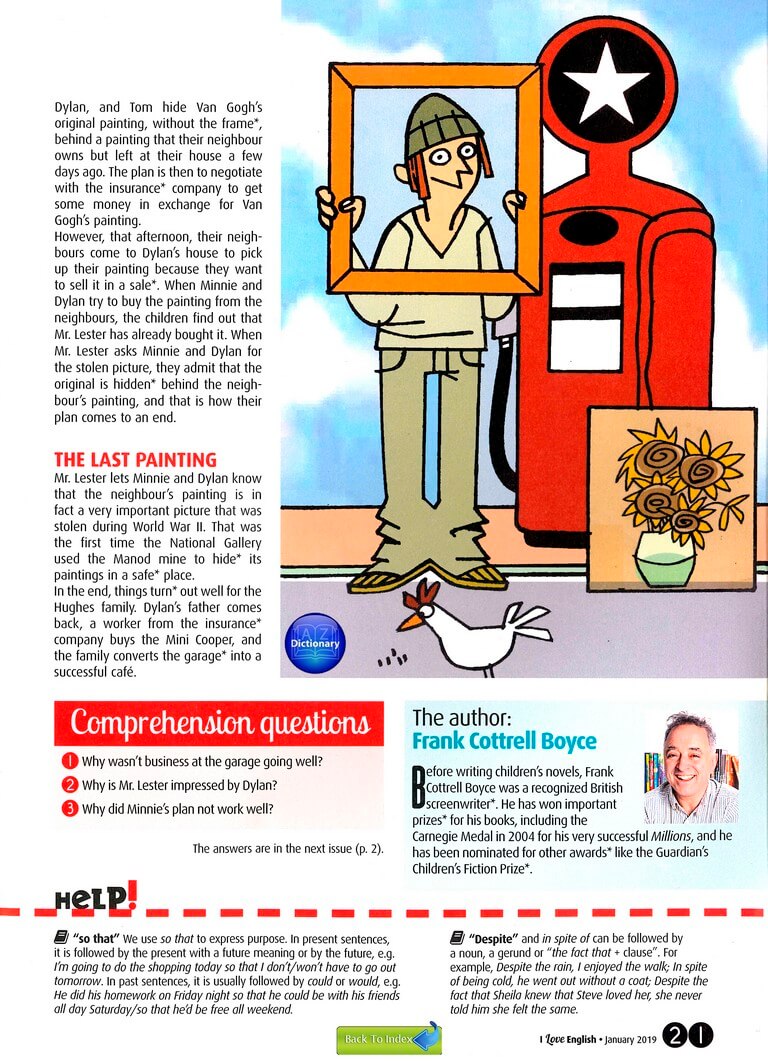 Dylan, and Tom hide Van Gogh's
original painting, without the frame*,
behind a painting that their neighbour
owns but left at their house a few
days ago. The plan is then to negotiate
with the insurance* company to get
some money in exchange for Van
Gogh's painting.
However, that afternoon, their neigh-
bours come to Dylan's house to pick
up their painting because they want
to sell it in a sale*. When Minnie and
Dylan try to buy the painting from the
neighbours, the children find out that
Mr. Lester has already bought it. When
Mr. Lester asks Minnie and Dylan for
the stolen picture, they admit that the
original is hidden* behind the neigh-
bour's painting, and that is how their
plan comes to an end.
THE LAST PAINTING
Mr. Lester lets Minnie and Dylan know
that the neighbour's painting is in
fact a very important picture that was
stolen during World War II. That was
the first time the National Gallery
used the Manod mine to hide* its
paintings in a safe* place.
In the end, things turn* out well for the
Hughes family. Dylan's father comes
back, a worker from the insurance*
company buys the Mini Cooper, and
the family converts the garage* into a
successful café.
AZ
Dictionary
Comprehension questions
1 Why wasn't business at the garage going well?
2 Why is Mr. Lester impressed by Dylan?
3 Why did Minnie's plan not work well?
The answers are in the next issue (p. 2).
The author:
Frank Cottrell Boyce
Before writing children's novels, Frank
Cottrell Boyce was a recognized British
screenwriter*. He has won important
prizes* for his books, including the
Carnegie Medal in 2004 for his very successful Millions, and he
has been nominated for other awards* like the Guardian's
Children's Fiction Prize*.
HELP!
"so that" We use so that to express purpose. In present sentences,
it is followed by the present with a future meaning or by the future, e.g.
I'm going to do the shopping today so that I don't/won't have to go out
tomorrow. In past sentences, it is usually followed by could or would, e.g.
He did his homework on Friday night so that he could be with his friends
all day Saturday/so that he'd be free all weekend.
"Despite" and in spite of can be followed by
a noun, a gerund or "the fact that + clause". For
example, Despite the rain, I enjoyed the walk; In spite
of being cold, he went out without a coat; Despite the
fact that Sheila knew that Steve loved her, she never
told him she felt the same.
Back To Index
I Love English • January 2019 21